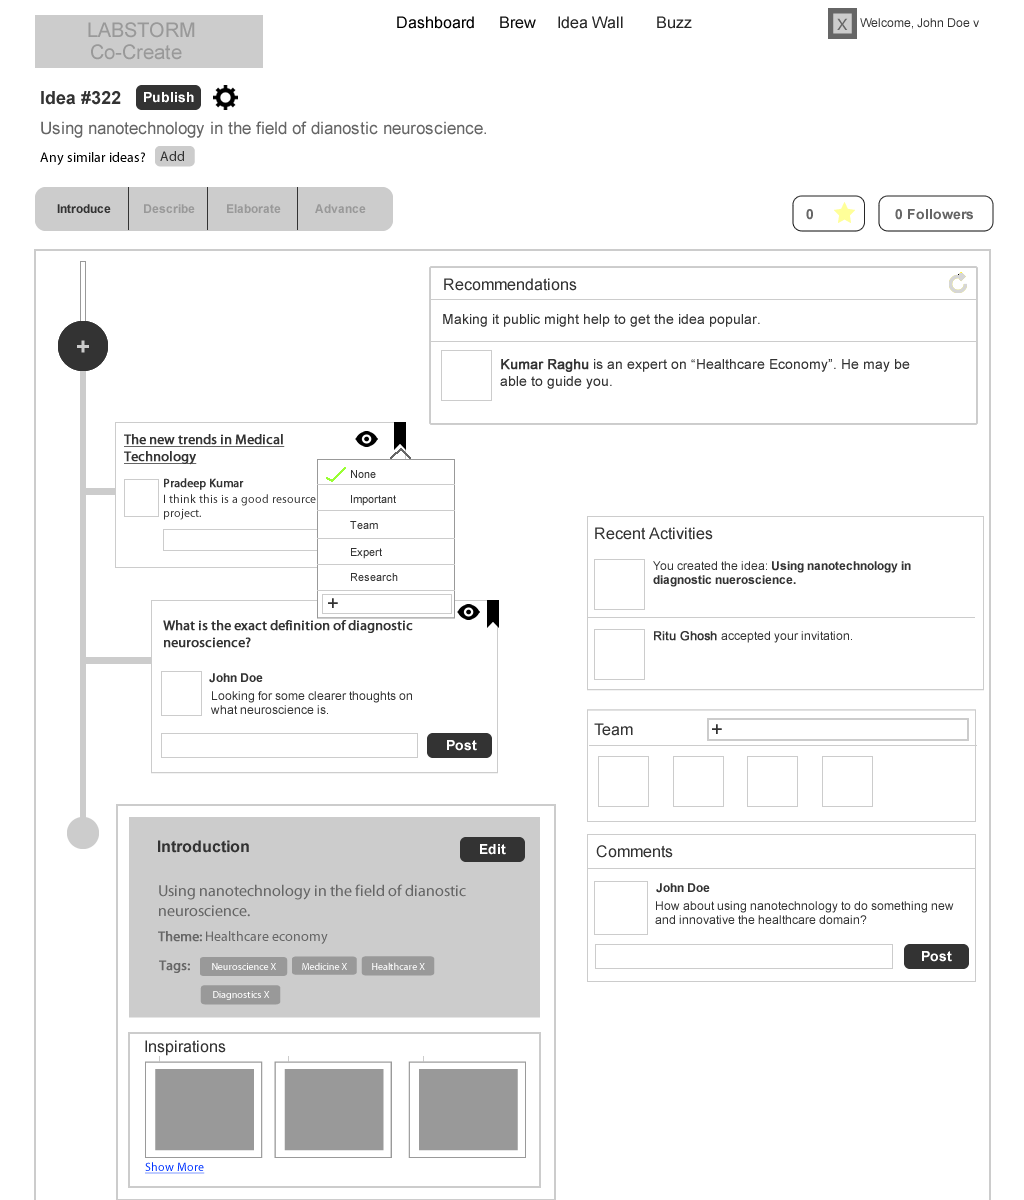 LABSTORM
Co-Create
Dashboard Brew Idea Wall Buzz
X Welcome, John Doe v
Idea #322 Publish
Using nanotechnology in the field of dianostic neuroscience.
Any similar ideas? Add
Introduce Describe Elaborate Advance
0 0 Followers
+
Recommendations
Making it public might help to get the idea popular.
Kumar Raghu is an expert on “Healthcare Economy”. He may be
able to guide you.
The new trends in Medical
Technology
Pradeep Kumar
I think this is a good resource
project.
None
Important
Team
Expert
Research
+
What is the exact definition of diagnostic
neuroscience?
John Doe
Looking for some clearer thoughts on
what neuroscience is.
Post
Recent Activities
You created the idea: Using nanotechnology in
diagnostic nueroscience.
Ritu Ghosh accepted your invitation.
Team +
Comments
John Doe
How about using nanotechnology to do something new
and innovative the healthcare domain?
Post
Introduction Edit
Using nanotechnology in the field of dianostic
neuroscience.
Theme: Healthcare economy
Tags: Neuroscience X Medicine X Healthcare X
Diagnostics X
Inspirations
Show More